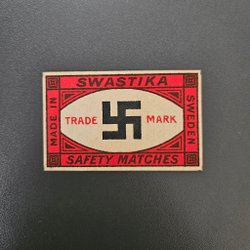 SWASTIKA
MADE IN
TRADE MARK
SWEDEN
SAFETY MATCHES